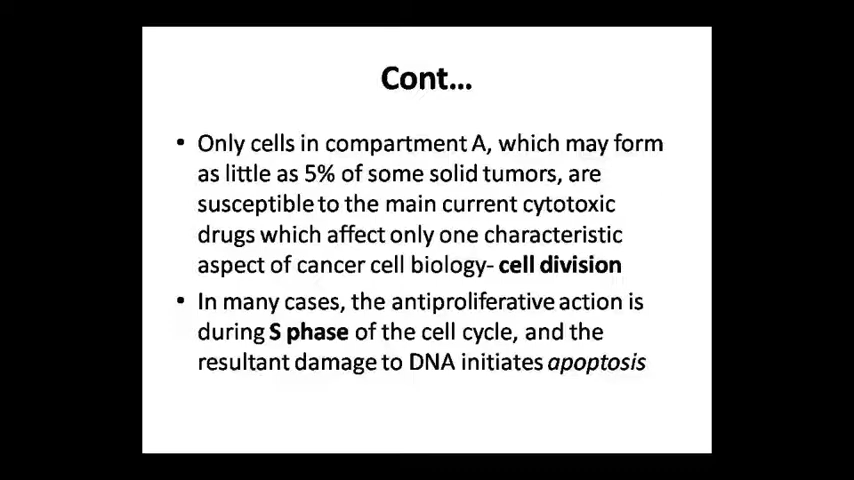 Cont...
• Only cells in compartment A, which may form
as little as 5% of some solid tumors, are
susceptible to the main current cytotoxic
drugs which affect only one characteristic
aspect of cancer cell biology- cell division
• In many cases, the antiproliferative action is
during S phase of the cell cycle, and the
resultant damage to DNA initiates apoptosis